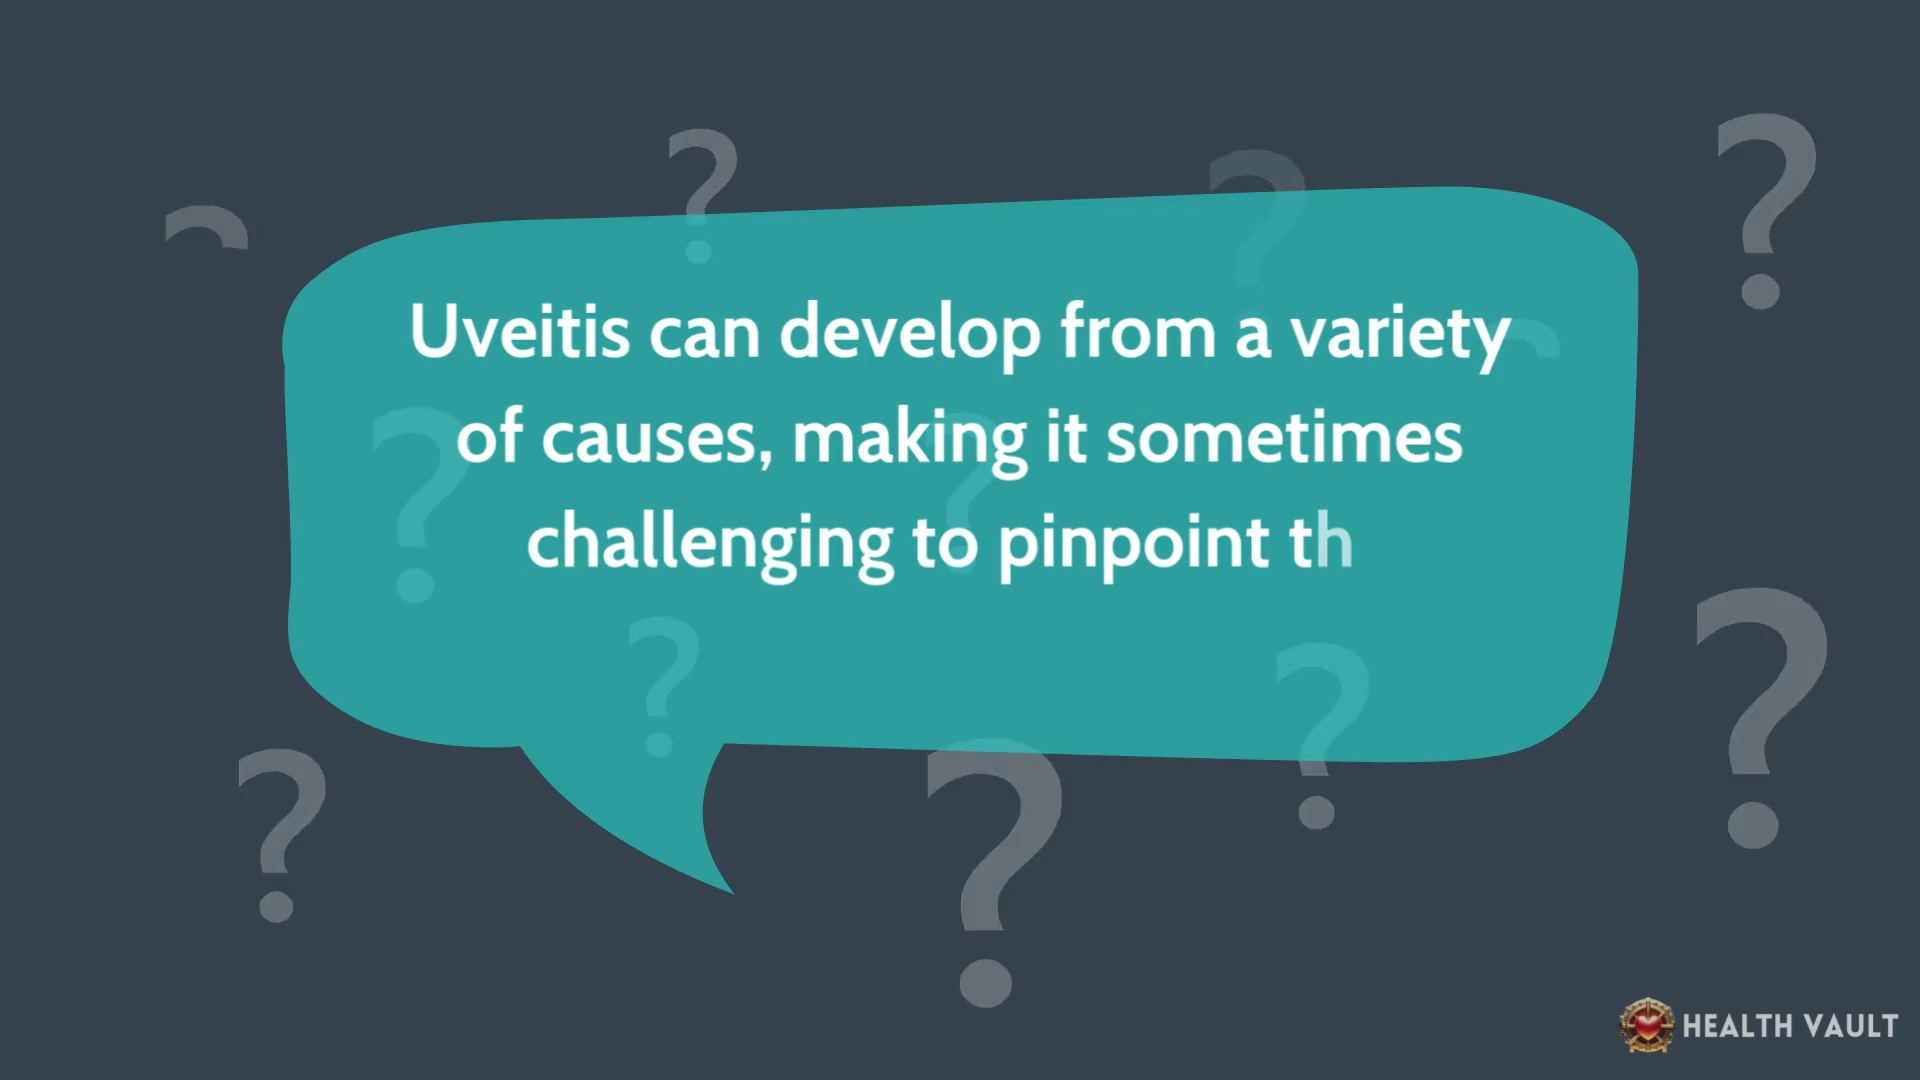 Uveitis can develop from a variety
of causes, making it sometimes
challenging to pinpoint th
HEALTH VAULT